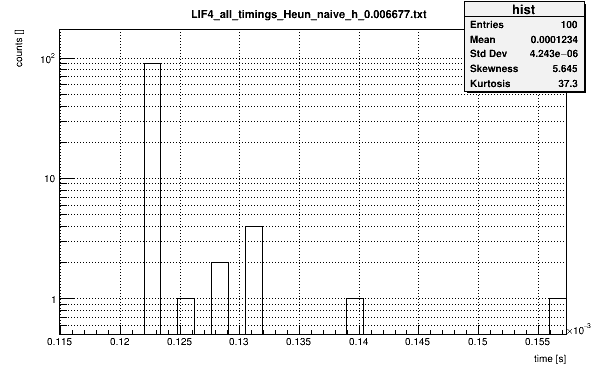 LIF4_all_timings_Heun_naive_h_0.006677.txt
hist
Entries 100
Mean 0.0001234
Std Dev 4.243e−06
Skewness 5.645
Kurtosis 37.3
counts []
10²
10
1
0.115 0.12 0.125 0.13 0.135 0.14 0.145 0.15 0.155
×10⁻³
time [s]